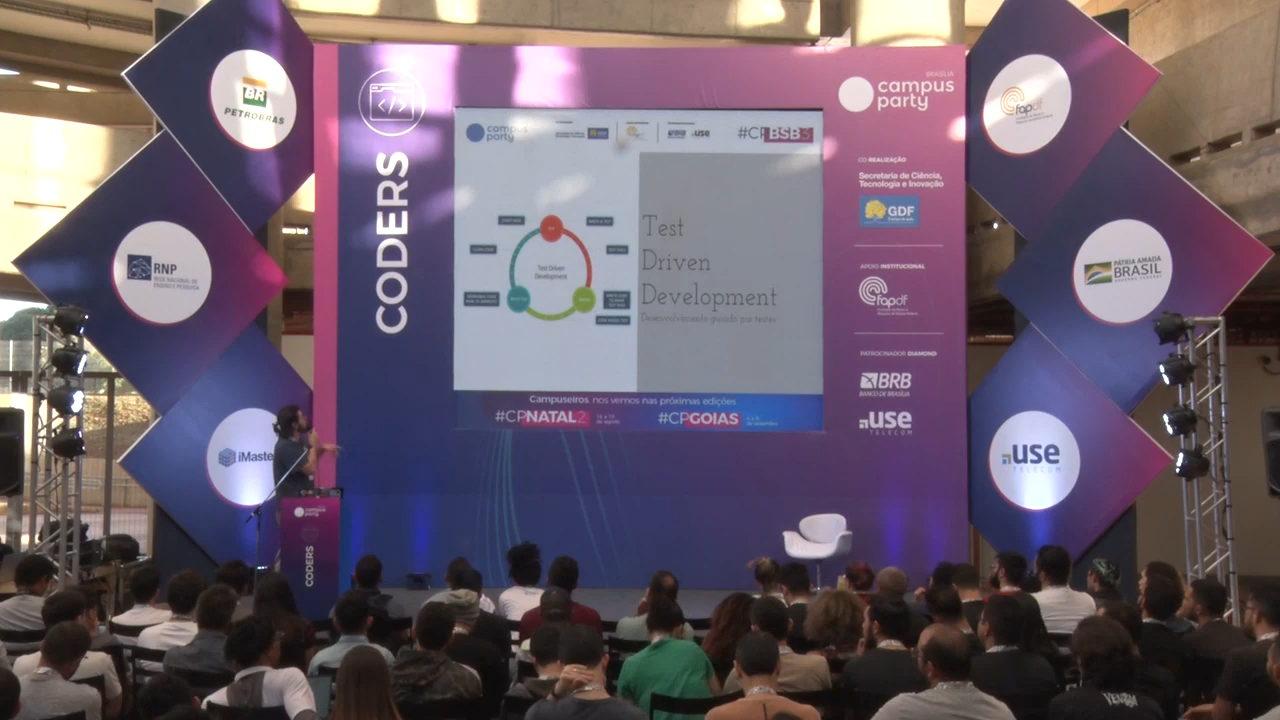 BR
PETROBRAS
RNP
REDE NACIONAL DE
ENSINO E PESQUISA
iMaste
CODERS
campus
party
CODERS
campus
party
.use
#CPBSB3
Test Driven
Development
Test
Driven
Development
Desenvolvimento guiado por testes
Campuseiros nos vemos nas próximas edições
#CPNATAL2
#CPGOIAS
BRASÍLIA
campus
party
CO-REALIZAÇÃO
Secretaria de Ciência,
Tecnologia e Inovação
GDF
APOIO INSTITUCIONAL
fapdf
PATROCINADOR DIAMOND
BRB
BANCO DE BRASÍLIA
use
TELECOM
fapdf
PÁTRIA AMADA
BRASIL
GOVERNO FEDERAL
use
TELECOM